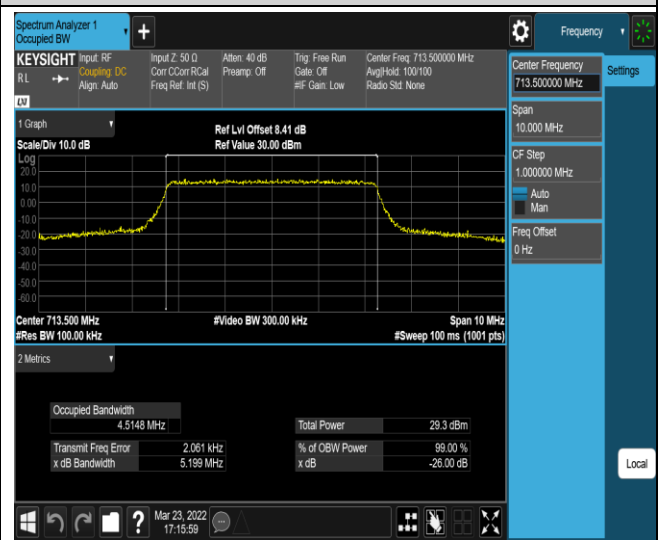 Spectrum Analyzer 1
Occupied BW
+
Frequency
KEYSIGHT Input: RF Input Z: 50 Ω Atten: 40 dB Trig: Free Run Center Freq: 713.500000 MHz
RL Coupling: DC Corr CCorr RCal Preamp: Off Gate: Off Avg|Hold: 100/100
Align: Auto Freq Ref: Int (S) #IF Gain: Low Radio Std: None
LXI
Center Frequency
713.500000 MHz
Settings
Span
10.000 MHz
CF Step
1.000000 MHz
Auto
Man
Freq Offset
0 Hz
Local
1 Graph
Ref Lvl Offset 8.41 dB
Scale/Div 10.0 dB Ref Value 30.00 dBm
Log
20.0
10.0
0.00
-10.0
-20.0
-30.0
-40.0
-50.0
-60.0
Center 713.500 MHz #Video BW 300.00 kHz Span 10 MHz
#Res BW 100.00 kHz #Sweep 100 ms (1001 pts)
2 Metrics
Occupied Bandwidth
4.5148 MHz Total Power 29.3 dBm
Transmit Freq Error 2.061 kHz % of OBW Power 99.00 %
x dB Bandwidth 5.199 MHz x dB -26.00 dB
? Mar 23, 2022
17:15:59